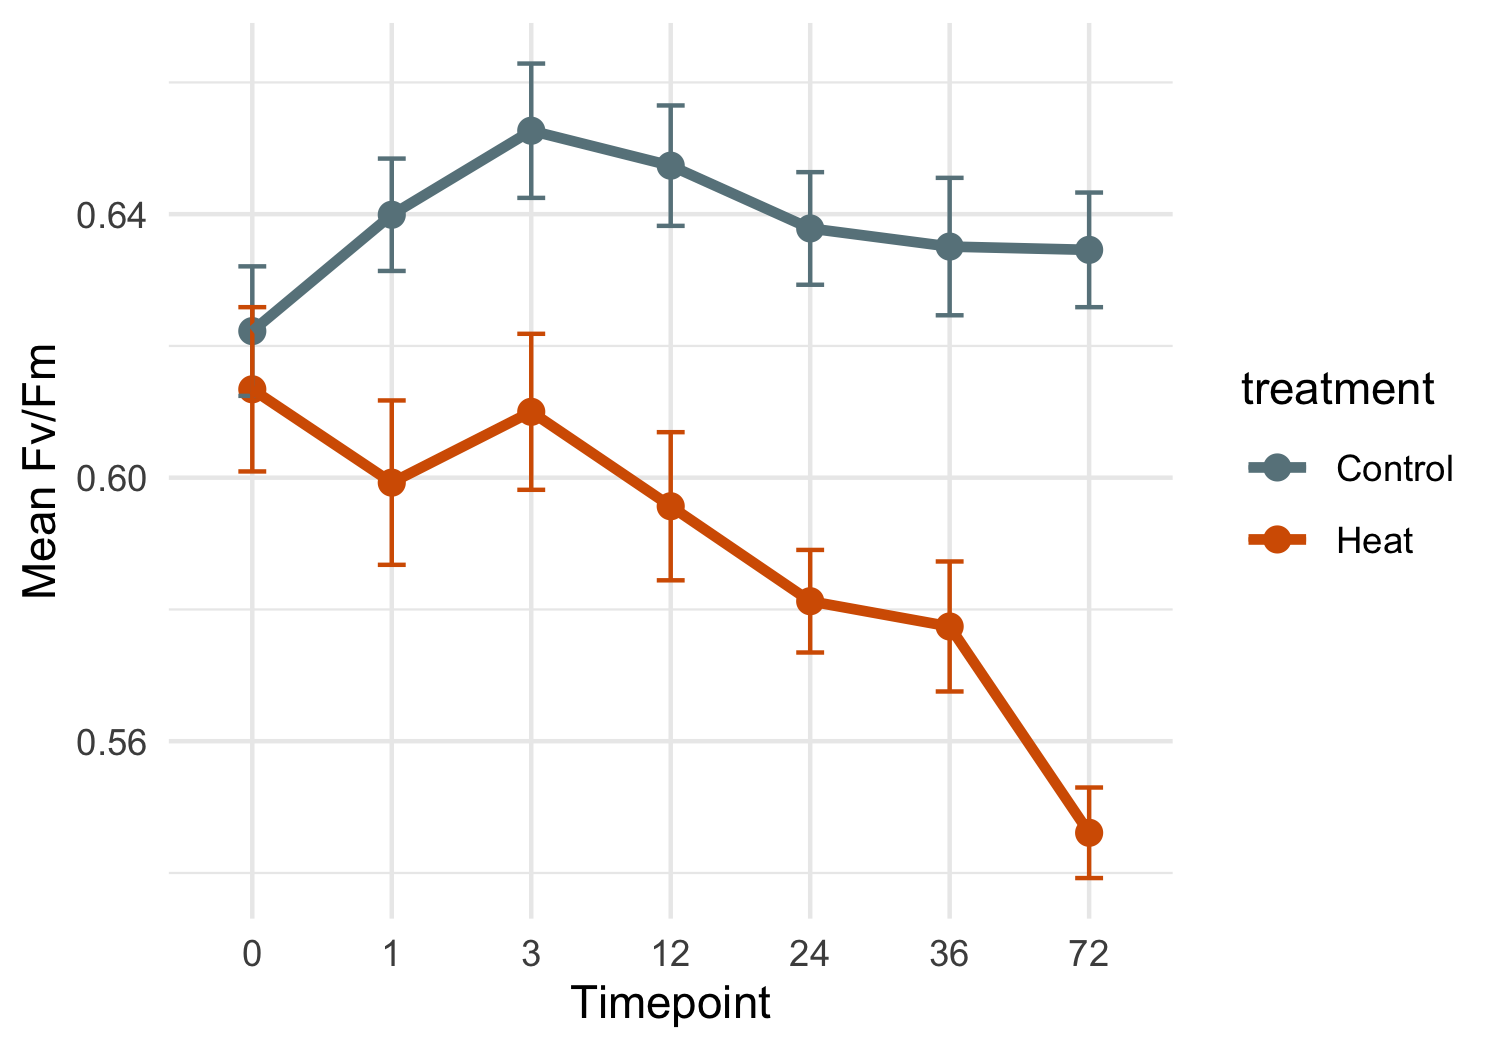 Mean Fv/Fm
0.64
0.60
0.56
0 1 3 12 24 36 72
Timepoint
treatment
Control
Heat